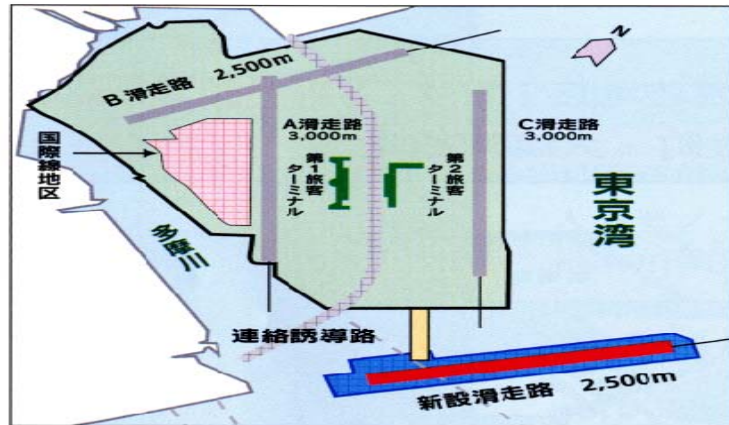 N
B滑走路 2,500m
A滑走路
3,000m
C滑走路
3,000m
国際線地区
第1旅客
ターミナル
第2旅客
ターミナル
東京湾
多摩川
連絡誘導路
新設滑走路 2,500m